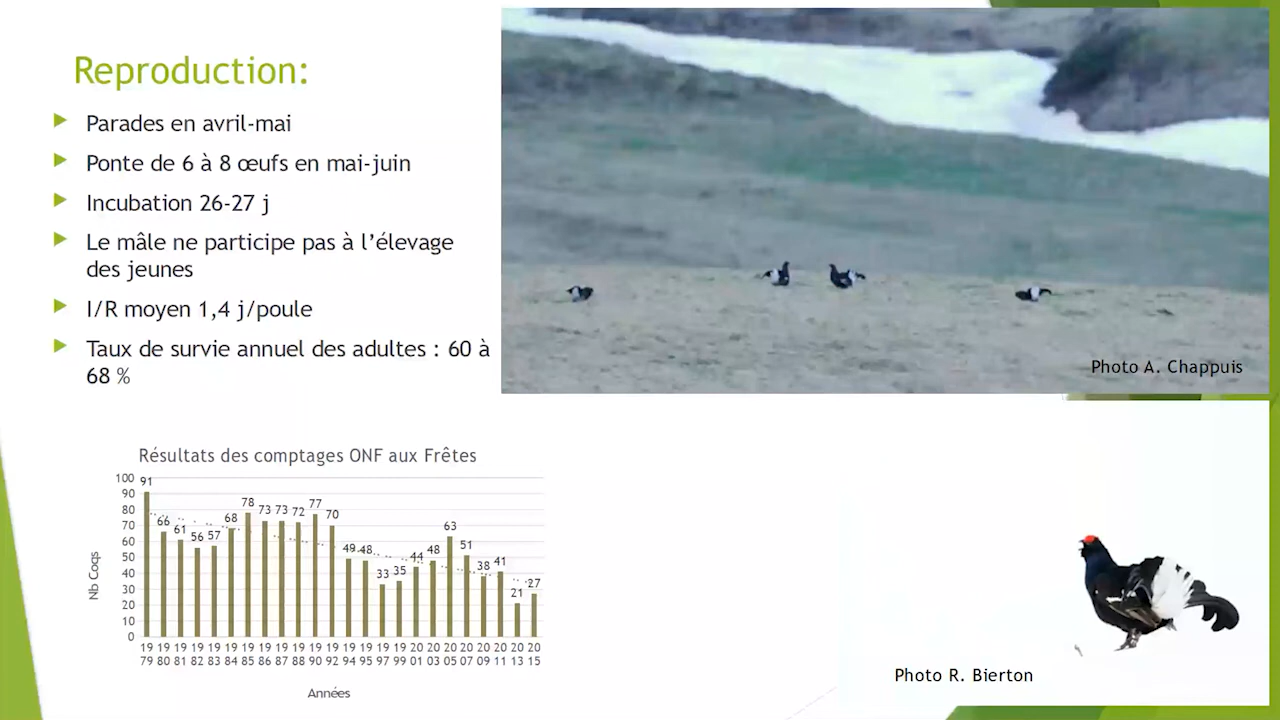 Reproduction:
Parades en avril-mai
Ponte de 6 à 8 œufs en mai-juin
Incubation 26-27 j
Le mâle ne participe pas à l’élevage
des jeunes
I/R moyen 1,4 j/poule
Taux de survie annuel des adultes : 60 à
68 %
Photo A. Chappuis
Résultats des comptages ONF aux Frêtes
Nb Coqs
100
90
80
70
60
50
40
30
20
10
0
91 66 61 56 57 68 78 73 73 72 77 70 49 48 33 35 44 48 63 51 38 41 21 27
19 19 19 19 19 19 19 19 19 19 19 19 19 19 19 19 20 20 20 20 20 20 20 20
79 80 81 82 83 84 85 86 87 88 90 92 94 95 97 99 01 03 05 07 09 11 13 15
Années
Photo R. Bierton